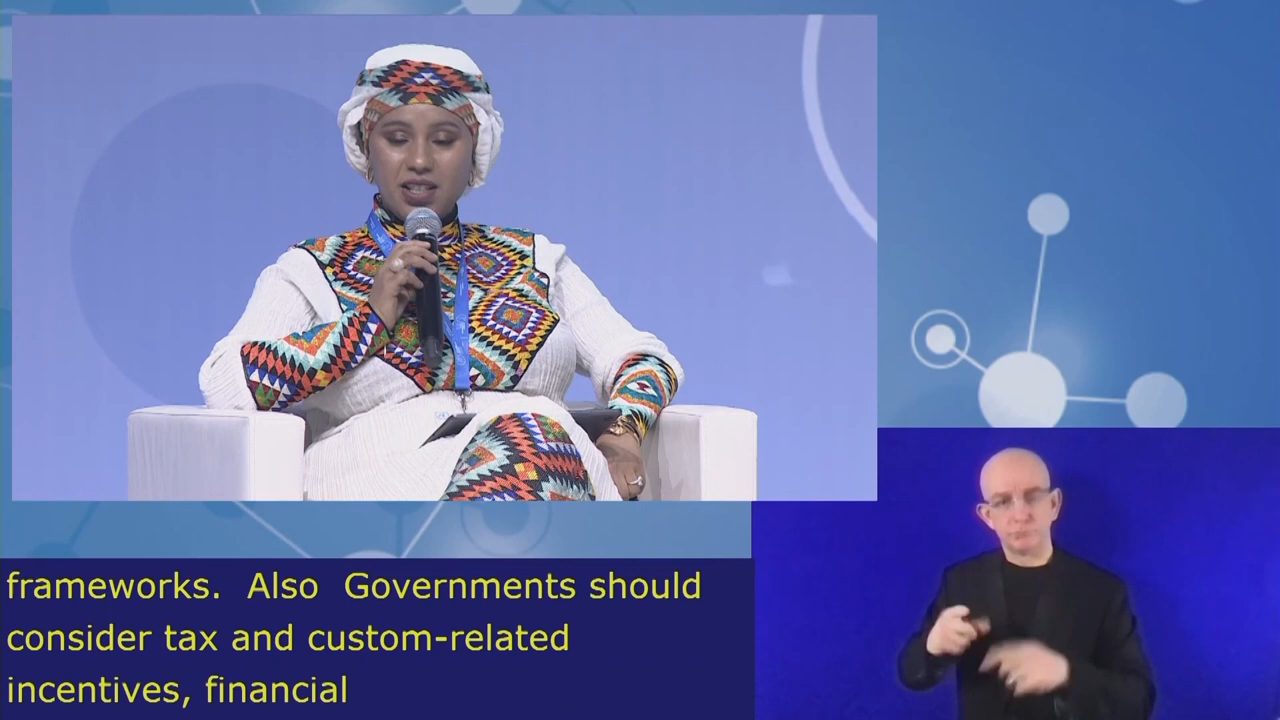 frameworks.  Also  Governments should
consider tax and custom-related
incentives, financial